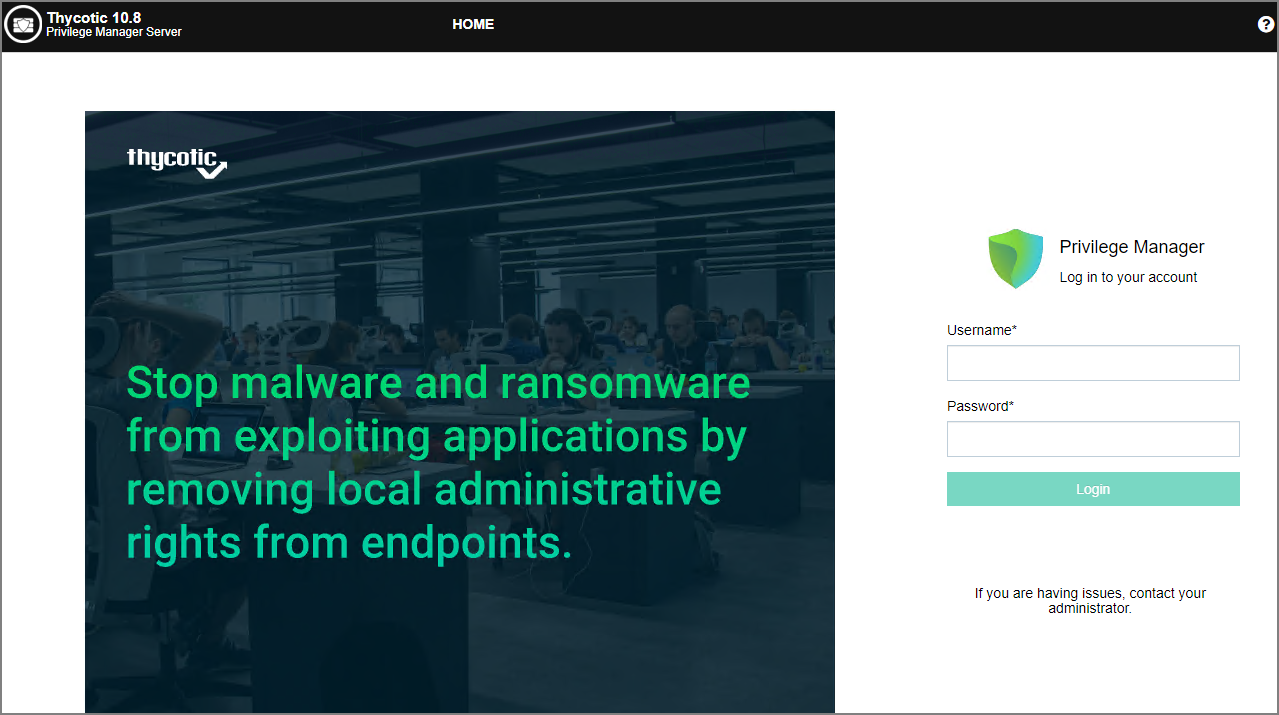 Thycotic 10.8
Privilege Manager Server
HOME
?
thycotic
Stop malware and ransomware
from exploiting applications by
removing local administrative
rights from endpoints.
Privilege Manager
Log in to your account
Username*
Password*
Login
If you are having issues, contact your
administrator.